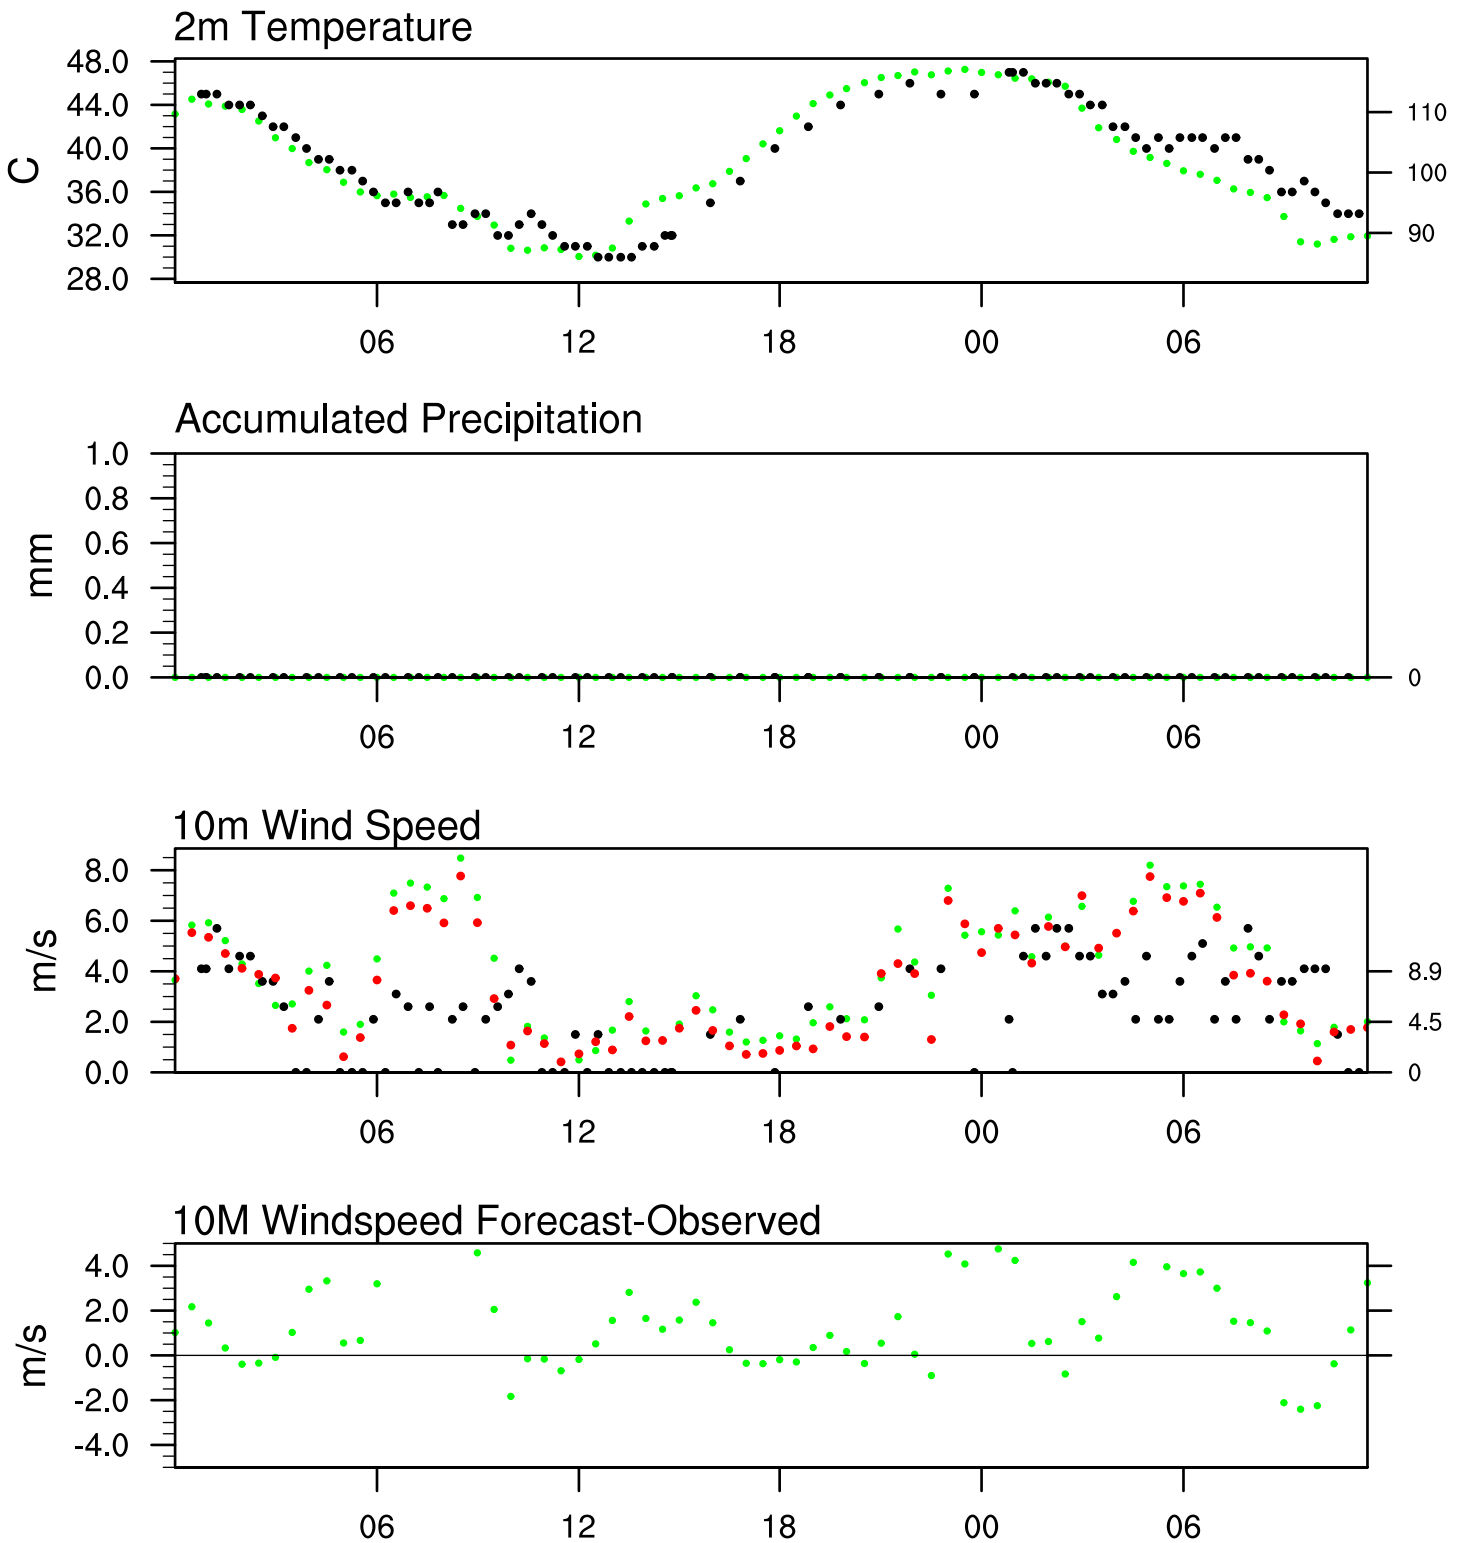 2m Temperature
48.0
44.0
40.0
36.0
32.0
28.0
C
110
100
90
06 12 18 00 06
Accumulated Precipitation
1.0
0.8
0.6
0.4
0.2
0.0
mm
0
06 12 18 00 06
10m Wind Speed
8.0
6.0
4.0
2.0
0.0
m/s
8.9
4.5
0
06 12 18 00 06
10M Windspeed Forecast-Observed
4.0
2.0
0.0
-2.0
-4.0
m/s
06 12 18 00 06